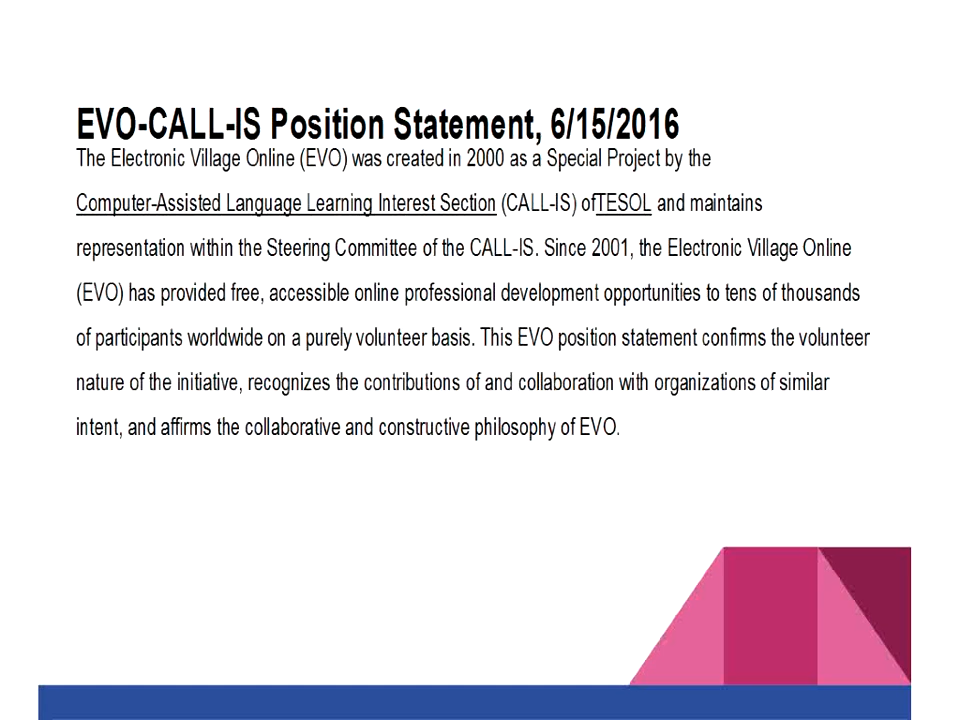 EVO-CALL-IS Position Statement, 6/15/2016
The Electronic Village Online (EVO) was created in 2000 as a Special Project by the
Computer-Assisted Language Learning Interest Section (CALL-IS) ofTESOL and maintains
representation within the Steering Committee of the CALL-IS. Since 2001, the Electronic Village Online
(EVO) has provided free, accessible online professional development opportunities to tens of thousands
of participants worldwide on a purely volunteer basis. This EVO position statement confirms the volunteer
nature of the initiative, recognizes the contributions of and collaboration with organizations of similar
intent, and affirms the collaborative and constructive philosophy of EVO.